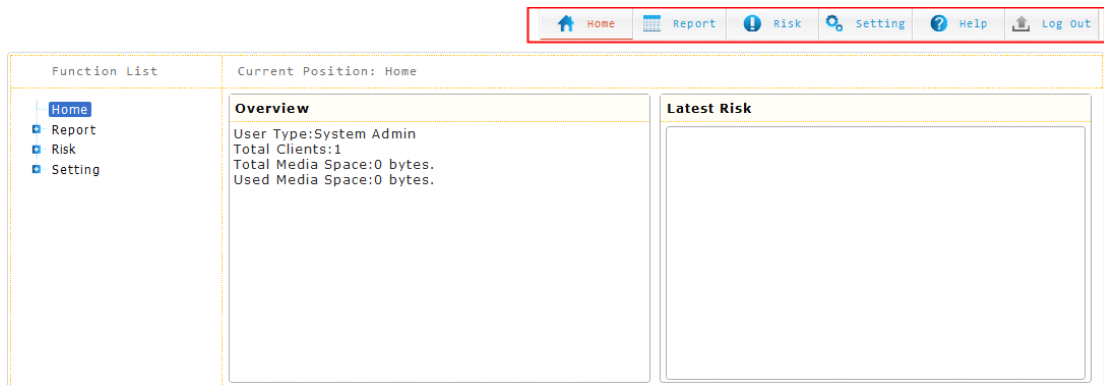 Home Report Risk Setting Help Log Out
Function List
Current Position: Home
Home
Report
Risk
Setting
Overview
User Type:System Admin
Total Clients:1
Total Media Space:0 bytes.
Used Media Space:0 bytes.
Latest Risk